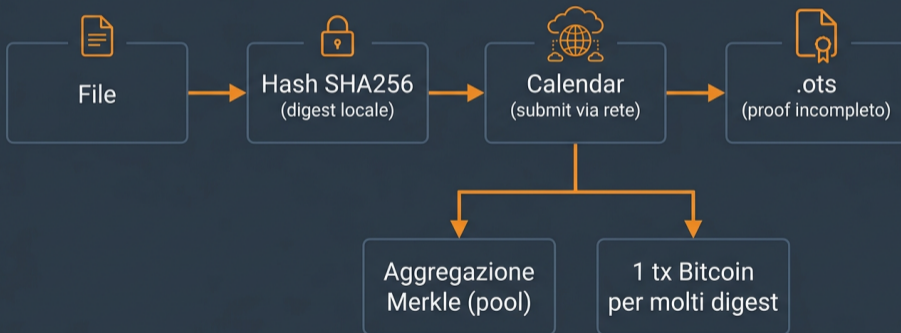 File
Hash SHA256
(digest locale)
Calendar
(submit via rete)
.ots
(proof incompleto)
Aggregazione
Merkle (pool)
1 tx Bitcoin
per molti digest